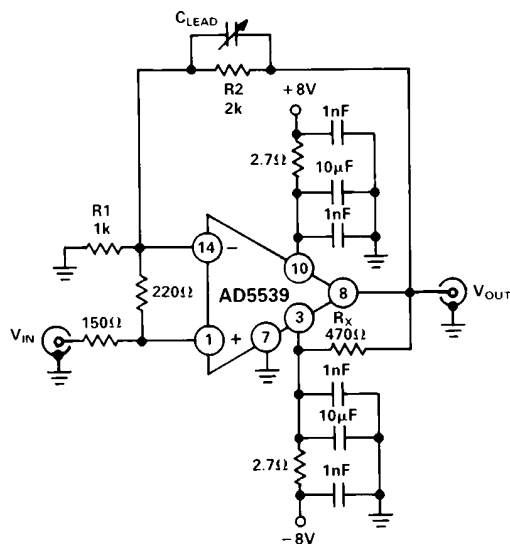 CLEAD
R2
2k
+8V
1nF
2.7Ω
10μF
1nF
R1
1k
14
−
10
220Ω
AD5539
8
VOUT
VIN
150Ω
1
+
7
3
RX
470Ω
1nF
10μF
2.7Ω
1nF
−8V